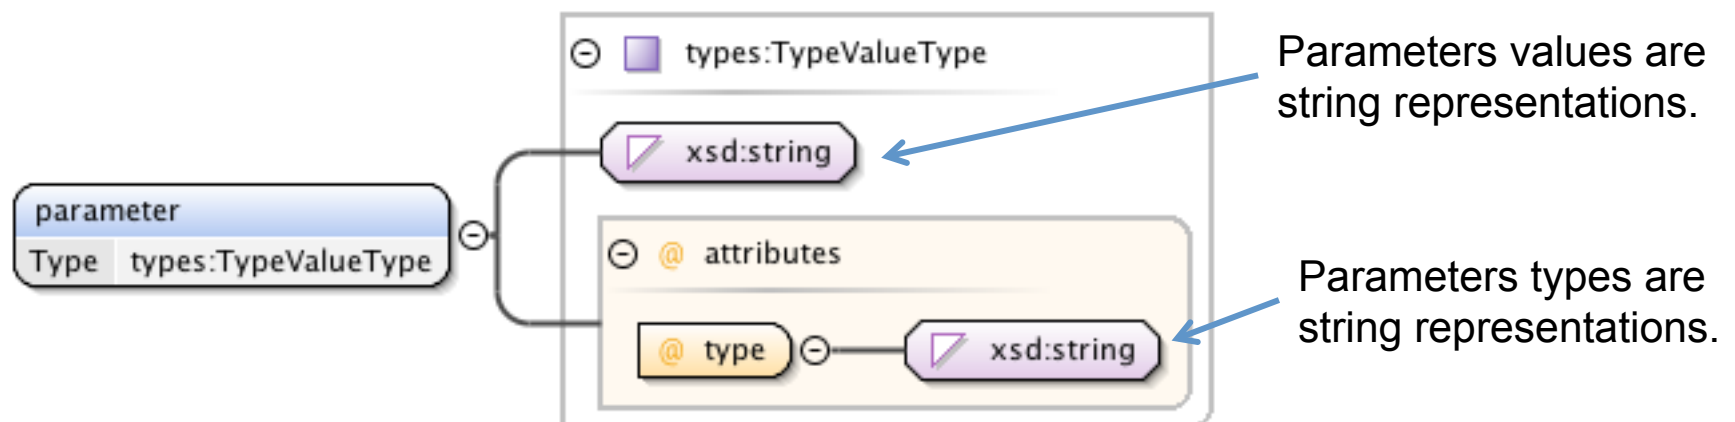 types:TypeValueType
Parameters values are
string representations.
xsd:string
parameter
Type types:TypeValueType
@ attributes
Parameters types are
string representations.
@ type
xsd:string